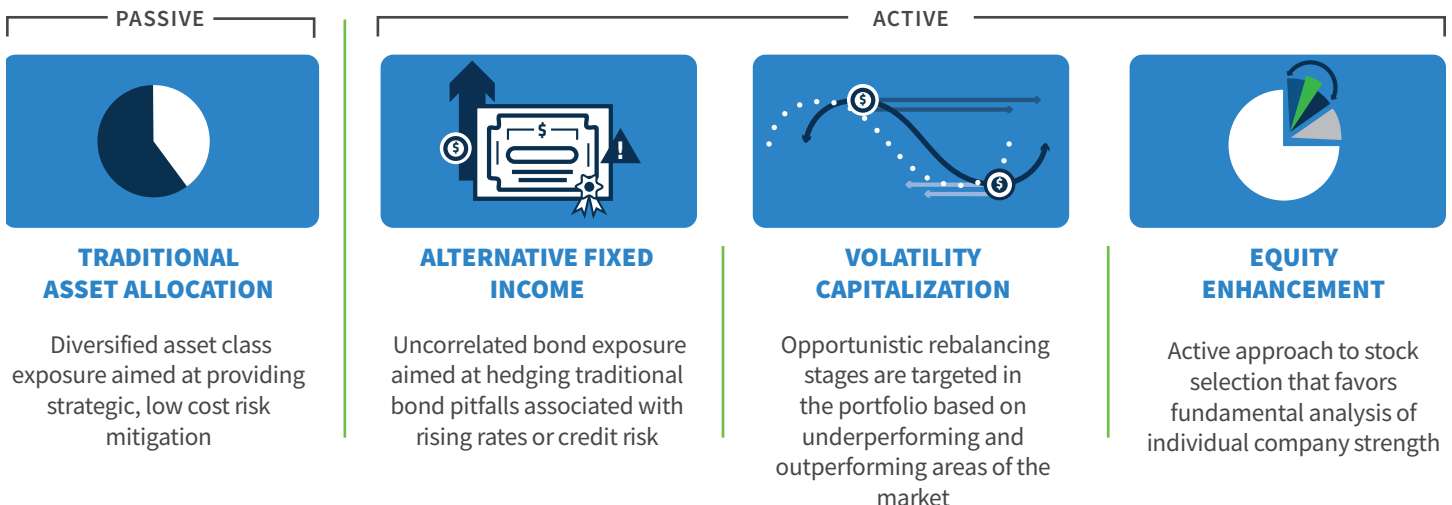 PASSIVE
ACTIVE
$
$
!
$
$
TRADITIONAL
ASSET ALLOCATION
Diversified asset class
exposure aimed at providing
strategic, low cost risk
mitigation
ALTERNATIVE FIXED
INCOME
Uncorrelated bond exposure
aimed at hedging traditional
bond pitfalls associated with
rising rates or credit risk
VOLATILITY
CAPITALIZATION
Opportunistic rebalancing
stages are targeted in
the portfolio based on
underperforming and
outperforming areas of the
market
EQUITY
ENHANCEMENT
Active approach to stock
selection that favors
fundamental analysis of
individual company strength